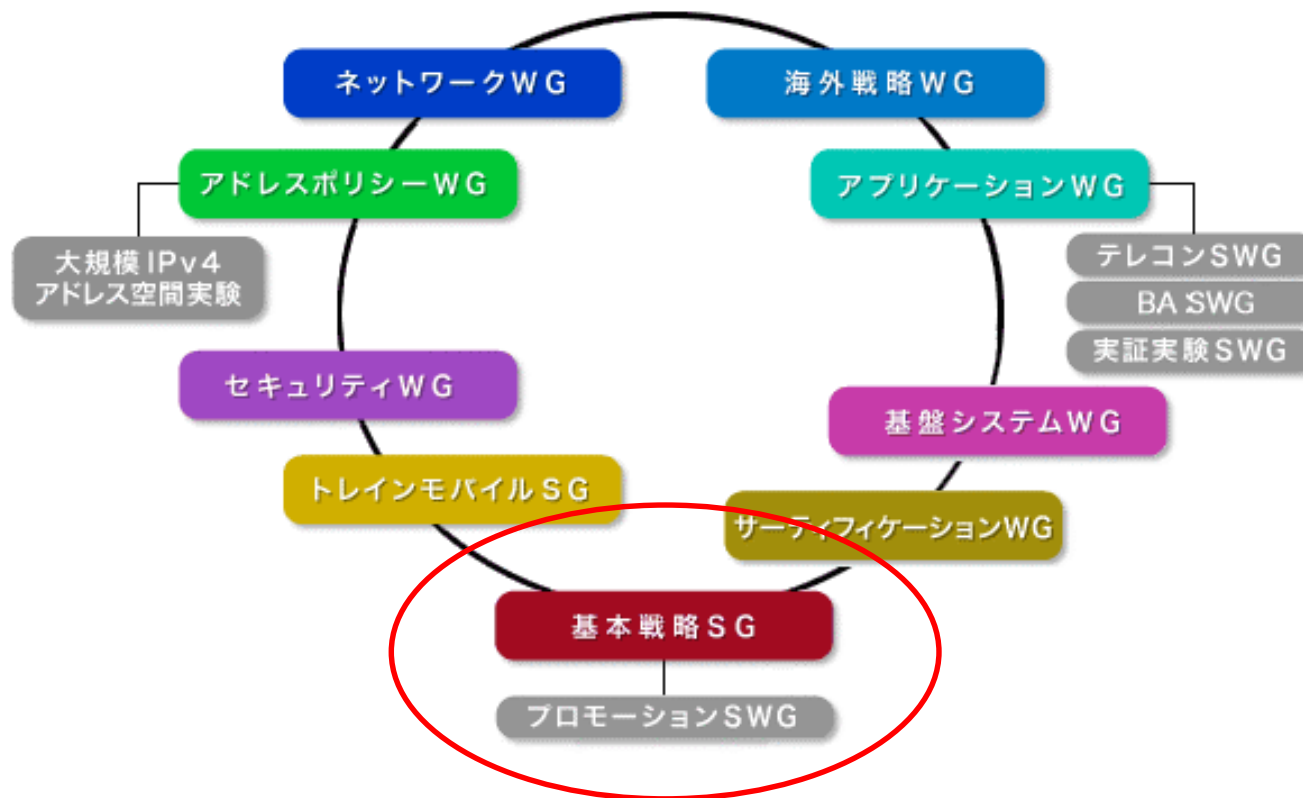 ネットワークWG
海外戦略WG
アドレスポリシーWG
アプリケーションWG
大規模IPv4
アドレス空間実験
テレコンSWG
BA:SWG
実証実験SWG
セキュリティWG
基盤システムWG
トレインモバイルSG
サーティフィケーションWG
基本戦略SG
プロモーションSWG